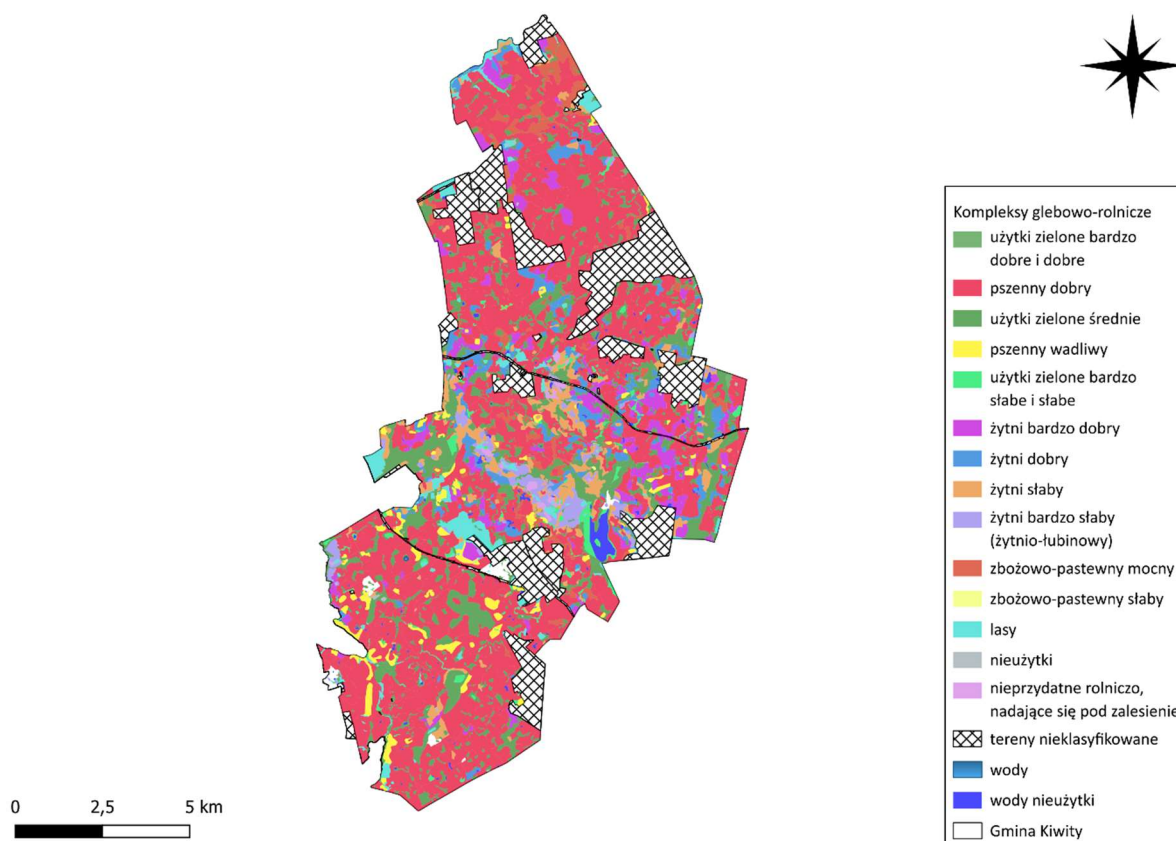 Kompleksy glebowo-rolnicze
użytki zielone bardzo
dobre i dobre
pszenny dobry
użytki zielone średnie
pszenny wadliwy
użytki zielone bardzo
słabe i słabe
żytni bardzo dobry
żytni dobry
żytni słaby
żytni bardzo słaby
(żytnio-łubinowy)
zbożowo-pastewny mocny
zbożowo-pastewny słaby
lasy
nieużytki
nieprzydatne rolniczo,
nadające się pod zalesienie
tereny nieklasyfikowane
wody
wody nieużytki
Gmina Kiwity
0 2,5 5 km